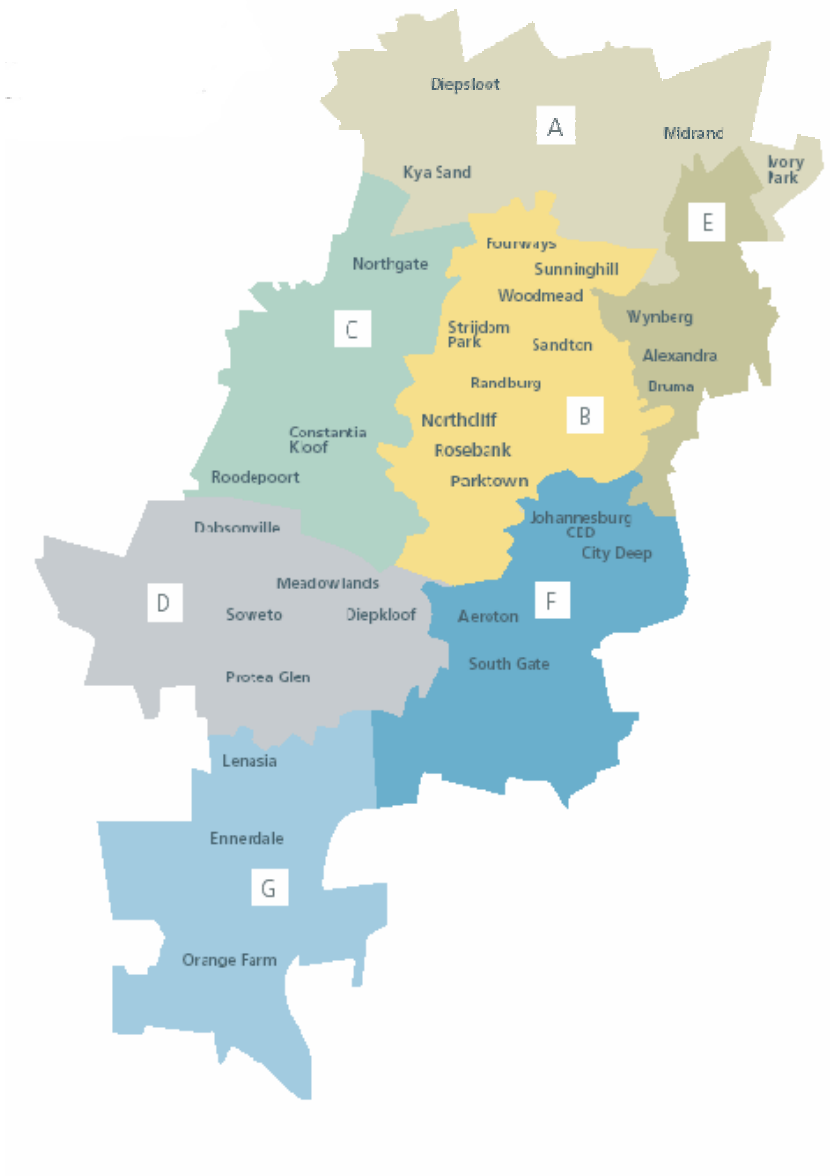 Diepsloot
A
Midrand
Ivory
Park
Kya Sand
E
Fourways
Northgate
Sunninghill
Woodmead
C
Strijdom
Park
Wynberg
Sandton
Alexandra
Randburg
Bruma
B
Northcliff
Constantia
Kloof
Rosebank
Roodepoort
Parktown
Johannesburg
CBD
City Deep
Dobsonville
Meadowlands
D
Soweto
Diepkloof
F
Aeroton
South Gate
Protea Glen
Lenasia
Ennerdale
G
Orange Farm